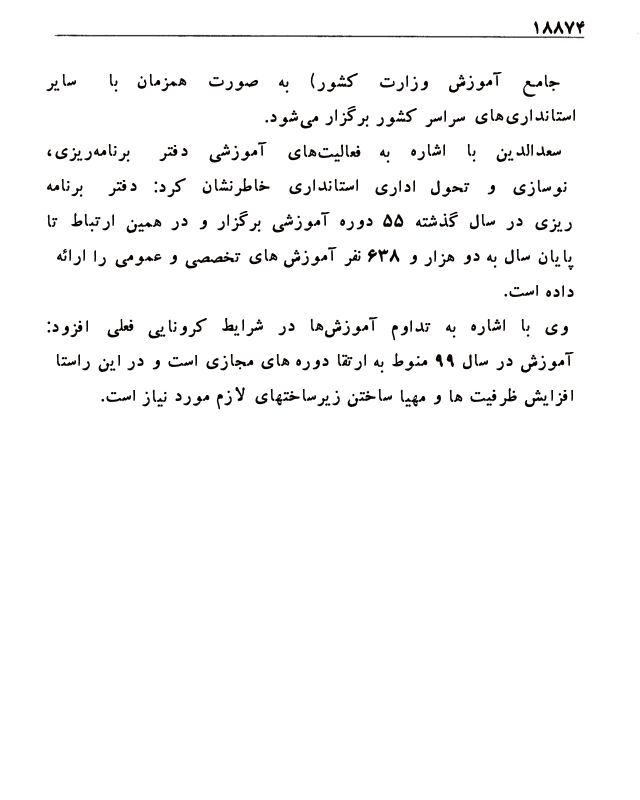 ۱۸۸۷۴
جامع آموزش وزارت کشور) به صورت همزمان با سایر
استانداری‌های سراسر کشور برگزار می‌شود.
سعدالدین با اشاره به فعالیت‌های آموزشی دفتر برنامه‌ریزی،
نوسازی و تحول اداری استانداری خاطرنشان کرد: دفتر برنامه
ریزی در سال گذشته ۵۵ دوره آموزشی برگزار و در همین ارتباط تا
پایان سال به دو هزار و ۶۳۸ نفر آموزش های تخصصی و عمومی را ارائه
داده است.
وی با اشاره به تداوم آموزش‌ها در شرایط کرونایی فعلی افزود:
آموزش در سال ۹۹ منوط به ارتقا دوره های مجازی است و در این راستا
افزایش ظرفیت ها و مهیا ساختن زیرساختهای لازم مورد نیاز است.